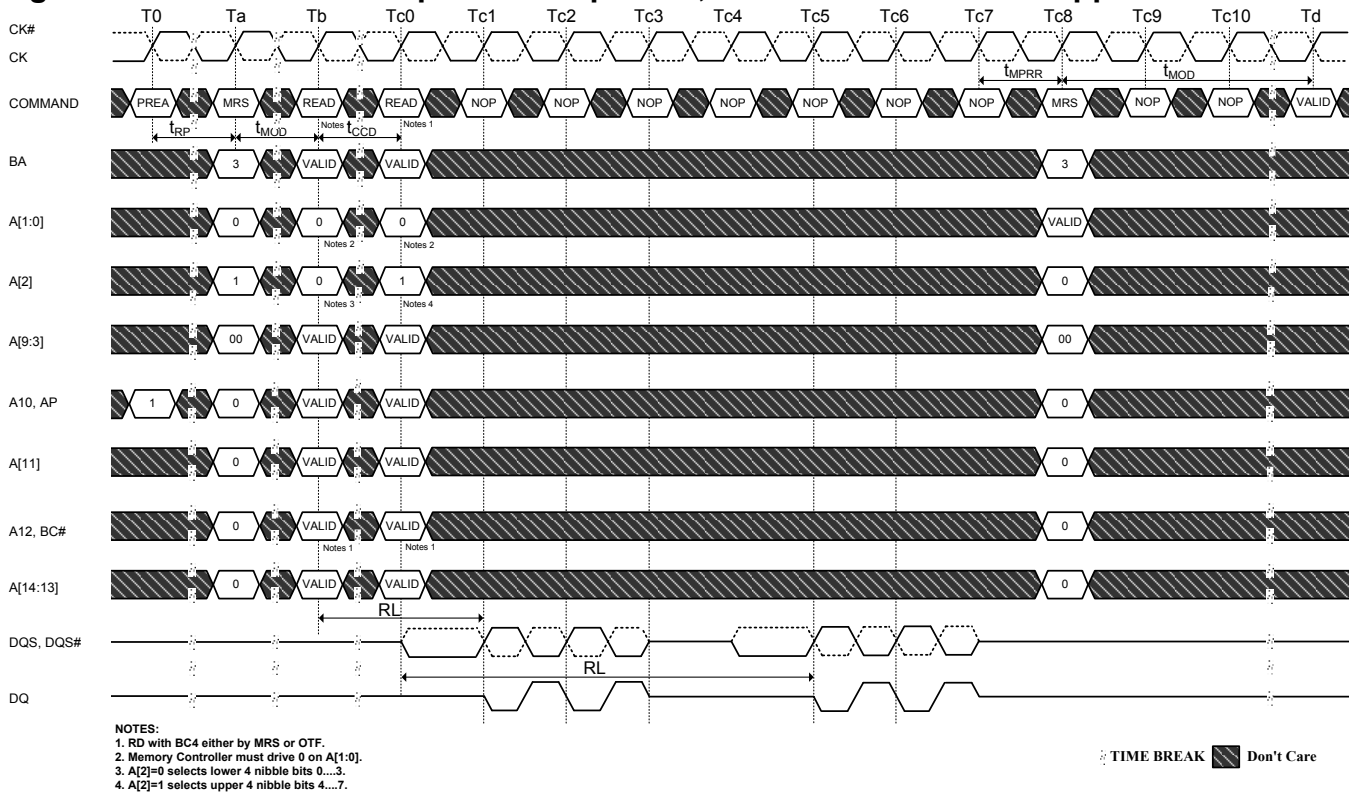 T0 Ta Tb Tc0 Tc1 Tc2 Tc3 Tc4 Tc5 Tc6 Tc7 Tc8 Tc9 Tc10 Td
CK#
CK
tMPRR tMOD
COMMAND PREA MRS READ READ NOP NOP NOP NOP NOP NOP NOP MRS NOP NOP VALID
Notes 1 Notes 1
tRP tMOD tCCD
BA 3 VALID VALID 3
A[1:0] 0 0 0 VALID
Notes 2 Notes 2
A[2] 1 0 1 0
Notes 3 Notes 4
A[9:3] 00 VALID VALID 00
A10, AP 1 0 VALID VALID 0
A[11] 0 VALID VALID 0
A12, BC# 0 VALID VALID 0
Notes 1 Notes 1
A[14:13] 0 VALID VALID 0
RL
DQS, DQS#
RL
DQ
NOTES:
1. RD with BC4 either by MRS or OTF.
2. Memory Controller must drive 0 on A[1:0].
3. A[2]=0 selects lower 4 nibble bits 0....3.
4. A[2]=1 selects upper 4 nibble bits 4....7.
TIME BREAK Don't Care